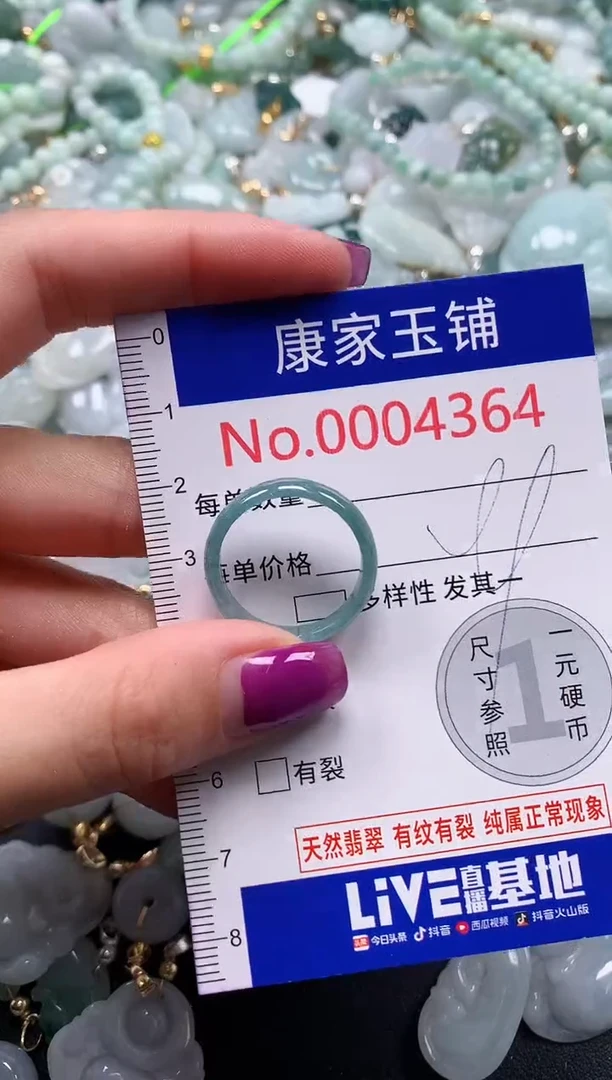 康家玉铺
No.0004364
0
1
2
3
6
7
8
每单数量
每单价格
多样性 发其一
尺寸参照
1
一元硬币
有裂
天然翡翠 有纹有裂 纯属正常现象
LiVE直播基地
今日头条 抖音 西瓜视频 抖音火山版